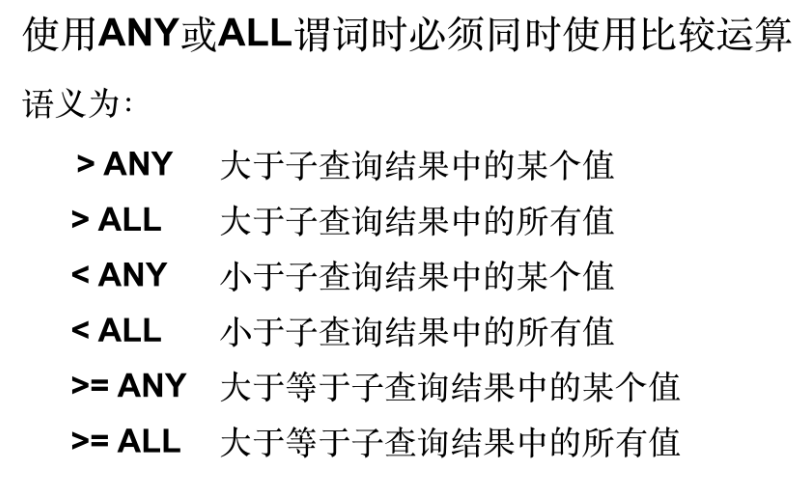 使用ANY或ALL谓词时必须同时使用比较运算
语义为：
> ANY 大于子查询结果中的某个值
> ALL 大于子查询结果中的所有值
< ANY 小于子查询结果中的某个值
< ALL 小于子查询结果中的所有值
>= ANY 大于等于子查询结果中的某个值
>= ALL 大于等于子查询结果中的所有值